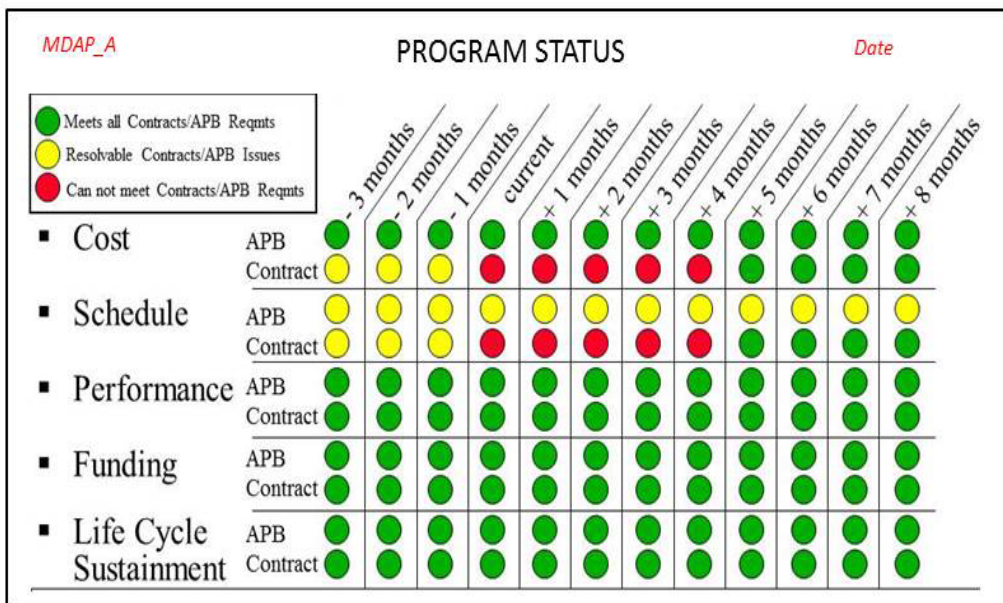 MDAP_A PROGRAM STATUS Date
Meets all Contracts/APB Reqmts
Resolvable Contracts/APB Issues
Can not meet Contracts/APB Reqmts
- 3 months
- 2 months
- 1 months
current
+ 1 months
+ 2 months
+ 3 months
+ 4 months
+ 5 months
+ 6 months
+ 7 months
+ 8 months
▪ Cost APB
Contract
▪ Schedule APB
Contract
▪ Performance APB
Contract
▪ Funding APB
Contract
▪ Life Cycle APB
Sustainment Contract